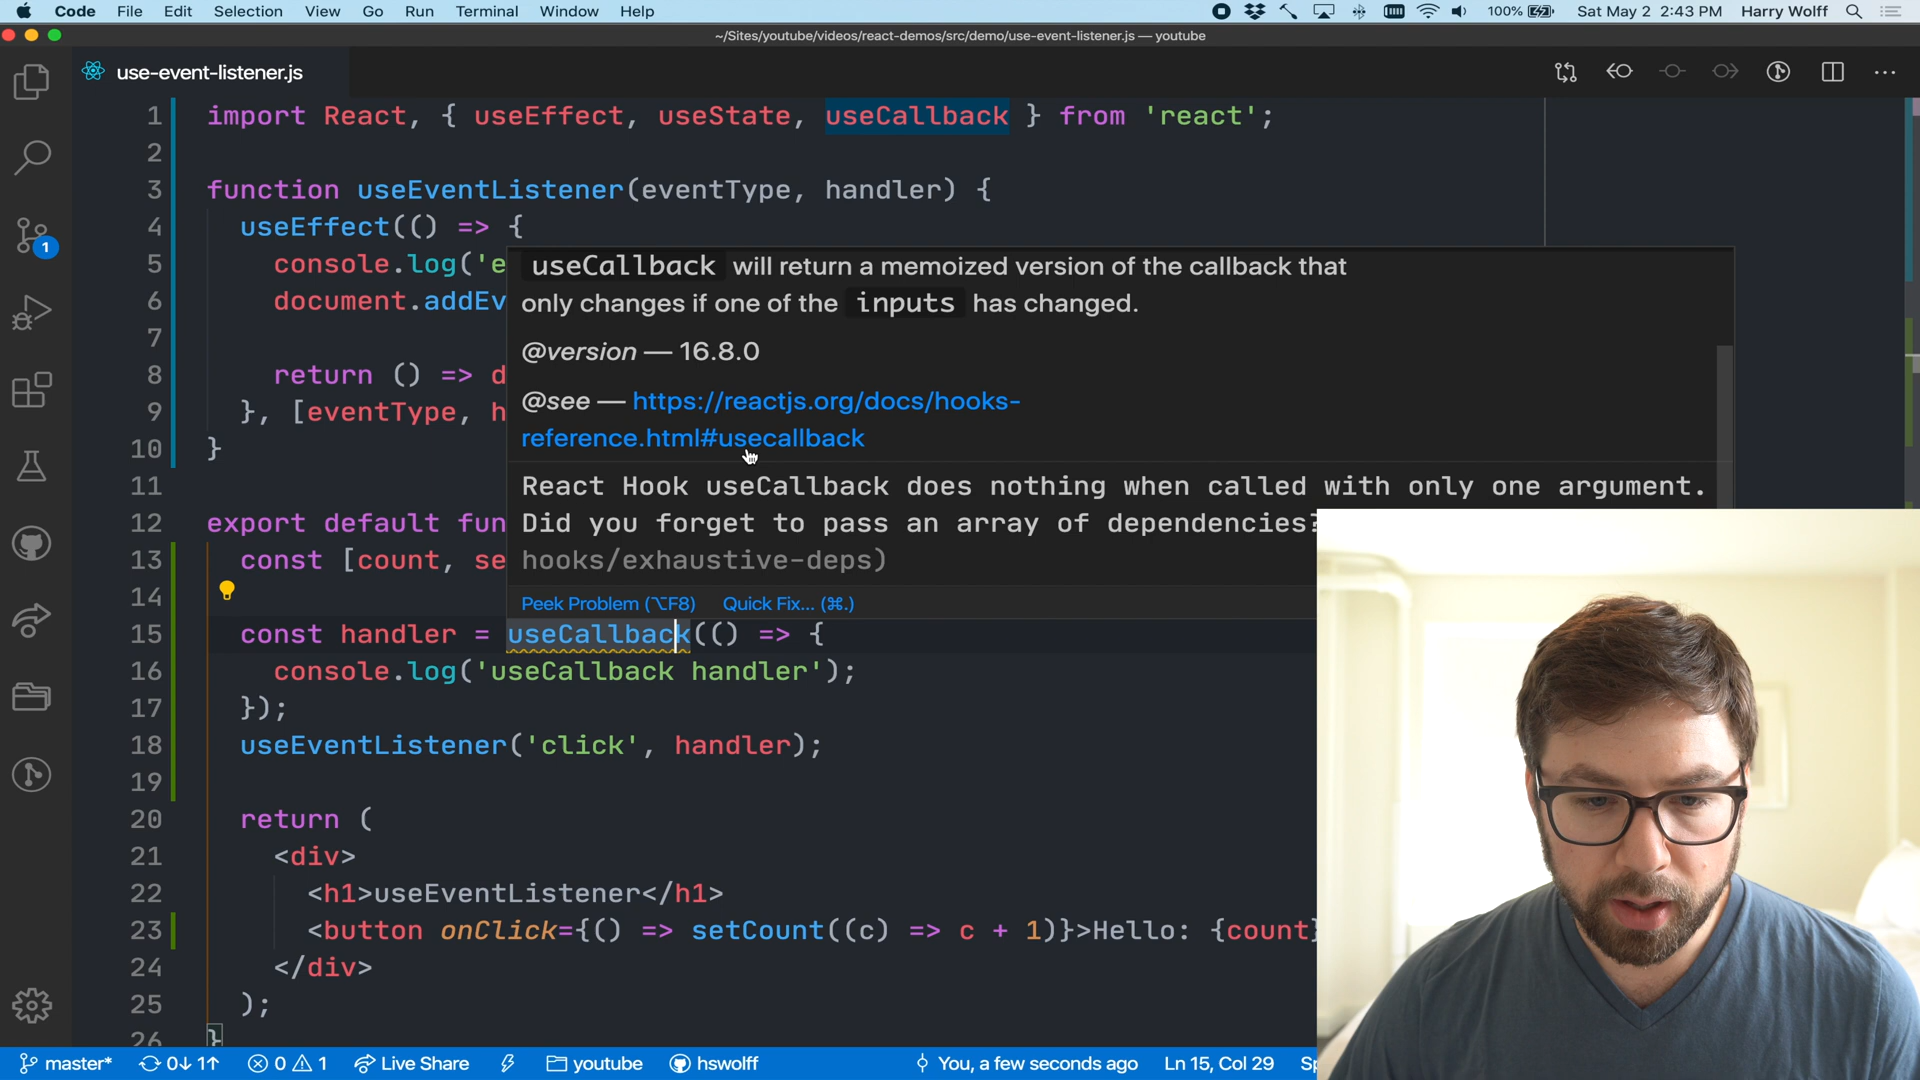 Code File Edit Selection View Go Run Terminal Window Help 100% Sat May 2 2:43 PM Harry Wolff
~/Sites/youtube/videos/react-demos/src/demo/use-event-listener.js — youtube
use-event-listener.js
1 import React, { useEffect, useState, useCallback } from 'react';
2
3 function useEventListener(eventType, handler) {
4 useEffect(() => {
5 console.log('e
6 document.addEv
7
8 return () => d
9 }, [eventType, h
10 }
11
12 export default fun
13 const [count, se
14
useCallback will return a memoized version of the callback that
only changes if one of the inputs has changed.
@version — 16.8.0
@see — https://reactjs.org/docs/hooks-
reference.html#usecallback
React Hook useCallback does nothing when called with only one argument.
Did you forget to pass an array of dependencies?
hooks/exhaustive-deps)
Peek Problem (⌥F8) Quick Fix... (⌘.)
15 const handler = useCallback(() => {
16 console.log('useCallback handler');
17 });
18 useEventListener('click', handler);
19
20 return (
21 <div>
22 <h1>useEventListener</h1>
23 <button onClick={() => setCount((c) => c + 1)}>Hello: {count}
24 </div>
25 );
26 }
1
master* 0↓ 1↑ 0 1 Live Share youtube hswolff You, a few seconds ago Ln 15, Col 29 Sp